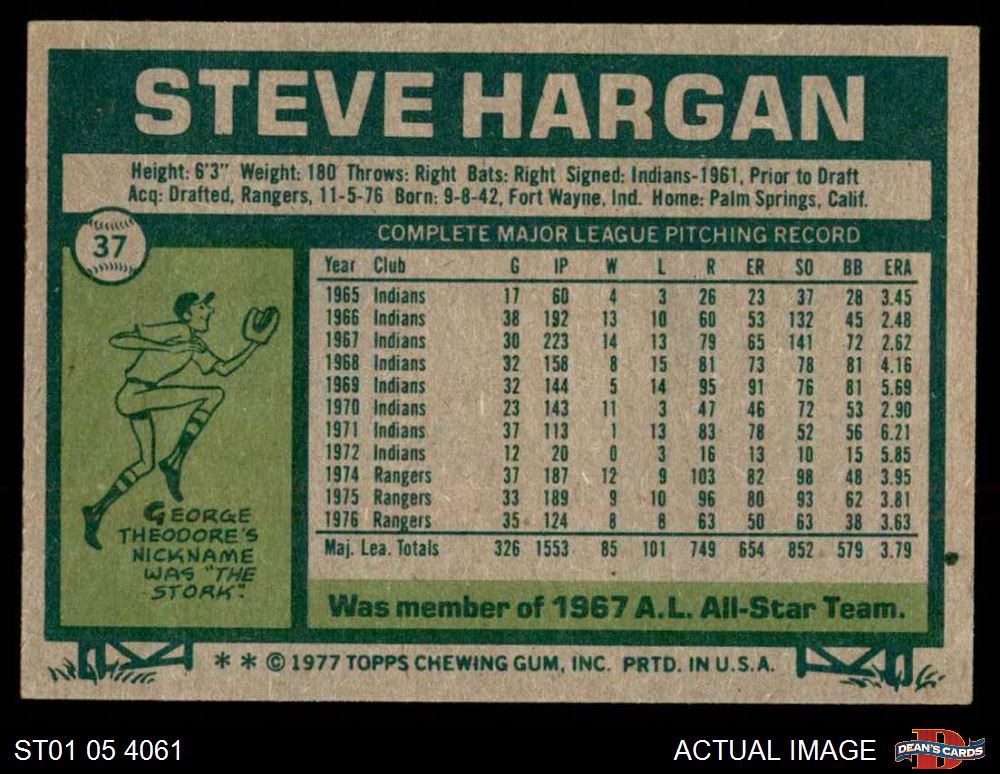 STEVE HARGAN
Height: 6'3" Weight: 180 Throws: Right Bats: Right Signed: Indians-1961, Prior to Draft
Acq: Drafted, Rangers, 11-5-76 Born: 9-8-42, Fort Wayne, Ind. Home: Palm Springs, Calif.
37
COMPLETE MAJOR LEAGUE PITCHING RECORD
Year Club G IP W L R ER SO BB ERA
1965 Indians 17 60 4 3 26 23 37 28 3.45
1966 Indians 38 192 13 10 60 53 132 45 2.48
1967 Indians 30 223 14 13 79 65 141 72 2.62
1968 Indians 32 158 8 15 81 73 78 81 4.16
1969 Indians 32 144 5 14 95 91 76 81 5.69
1970 Indians 23 143 11 3 47 46 72 53 2.90
1971 Indians 37 113 1 13 83 78 52 56 6.21
1972 Indians 12 20 0 3 16 13 10 15 5.85
1974 Rangers 37 187 12 9 103 82 98 48 3.95
1975 Rangers 33 189 9 10 96 80 93 62 3.81
1976 Rangers 35 124 8 8 63 50 63 38 3.63
Maj. Lea. Totals 326 1553 85 101 749 654 852 579 3.79
GEORGE
THEODORE'S
NICKNAME
WAS "THE
STORK".
Was member of 1967 A.L. All-Star Team.
* * © 1977 TOPPS CHEWING GUM, INC. PRTD. IN U.S.A.
ST01 05 4061
ACTUAL IMAGE
D
DEAN'S CARDS